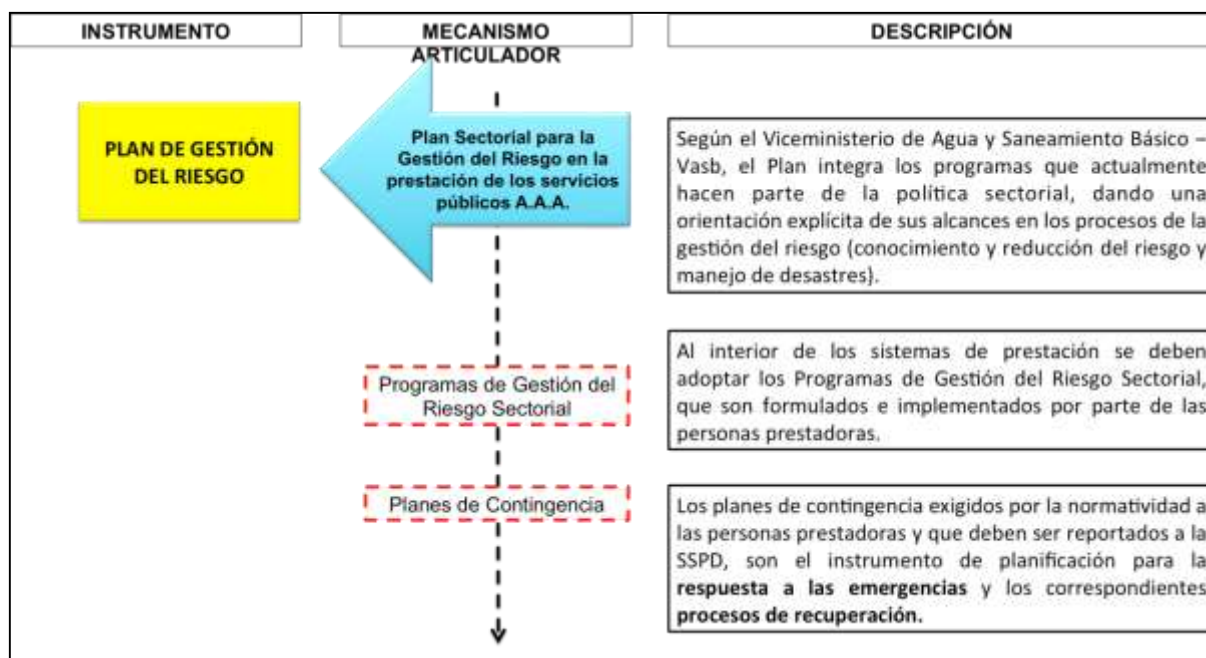 INSTRUMENTO
MECANISMO
ARTICULADOR
DESCRIPCIÓN
PLAN DE GESTIÓN
DEL RIESGO
Plan Sectorial para la
Gestión del Riesgo en la
prestación de los servicios
públicos A.A.A.
Según el Viceministerio de Agua y Saneamiento Básico –
Vasb, el Plan integra los programas que actualmente
hacen parte de la política sectorial, dando una
orientación explícita de sus alcances en los procesos de la
gestión del riesgo (conocimiento y reducción del riesgo y
manejo de desastres).
Programas de Gestión del
Riesgo Sectorial
Al interior de los sistemas de prestación se deben
adoptar los Programas de Gestión del Riesgo Sectorial,
que son formulados e implementados por parte de las
personas prestadoras.
Planes de Contingencia
Los planes de contingencia exigidos por la normatividad a
las personas prestadoras y que deben ser reportados a la
SSPD, son el instrumento de planificación para la
respuesta a las emergencias y los correspondientes
procesos de recuperación.